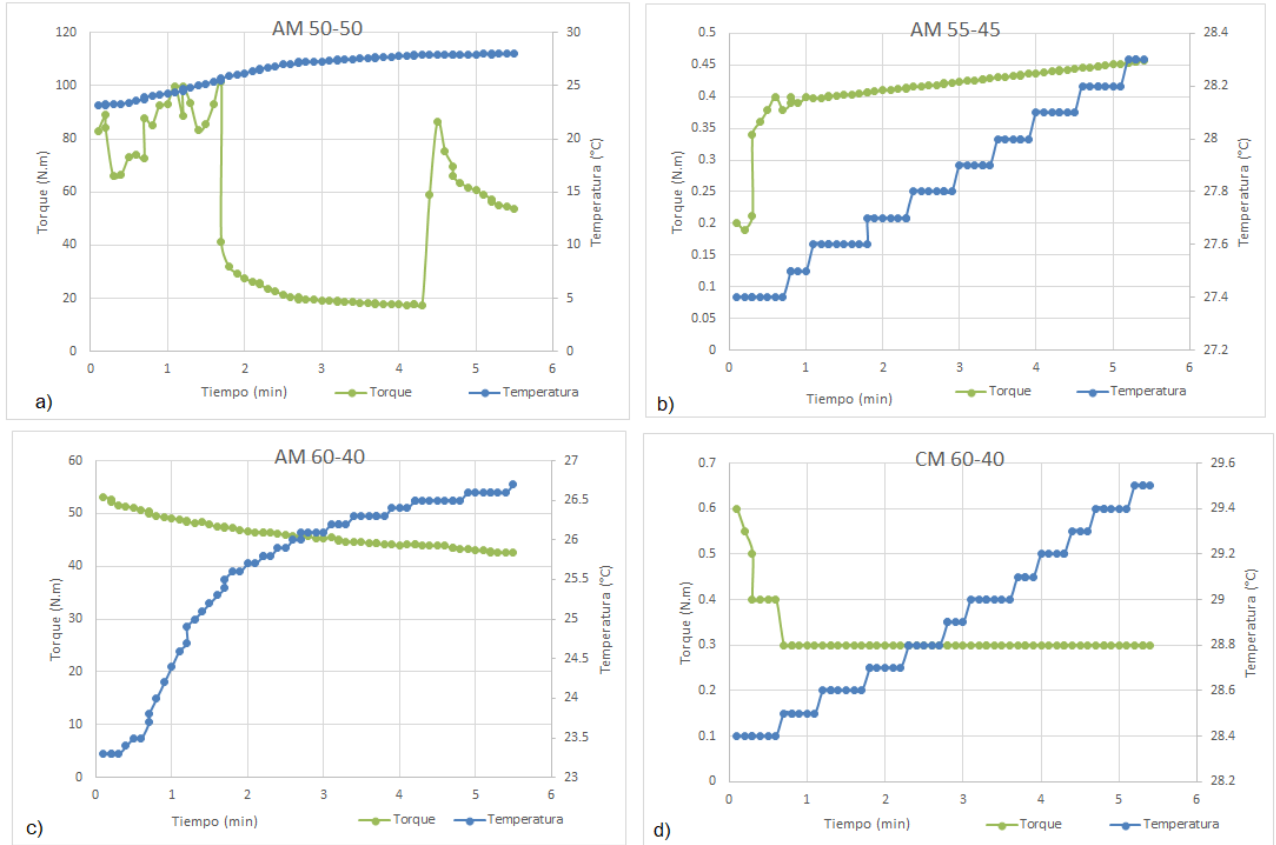 AM 50-50
Torque (N.m)
120
100
80
60
40
20
0
Temperatura (°C)
30
25
20
15
10
5
0
0 1 2 3 4 5 6
Tiempo (min)
Torque
Temperatura
a)
AM 55-45
Torque (N.m)
0.5
0.45
0.4
0.35
0.3
0.25
0.2
0.15
0.1
0.05
0
Temperatura (°C)
28.4
28.2
28
27.8
27.6
27.4
27.2
0 1 2 3 4 5 6
Tiempo (min)
Torque
Temperatura
b)
AM 60-40
Torque (N.m)
60
50
40
30
20
10
0
Temperatura (°C)
27
26.5
26
25.5
25
24.5
24
23.5
23
0 1 2 3 4 5 6
Tiempo (min)
Torque
Temperatura
c)
CM 60-40
Torque (N.m)
0.7
0.6
0.5
0.4
0.3
0.2
0.1
0
Temperatura (°C)
29.6
29.4
29.2
29
28.8
28.6
28.4
28.2
0 1 2 3 4 5 6
Tiempo (min)
Torque
Temperatura
d)